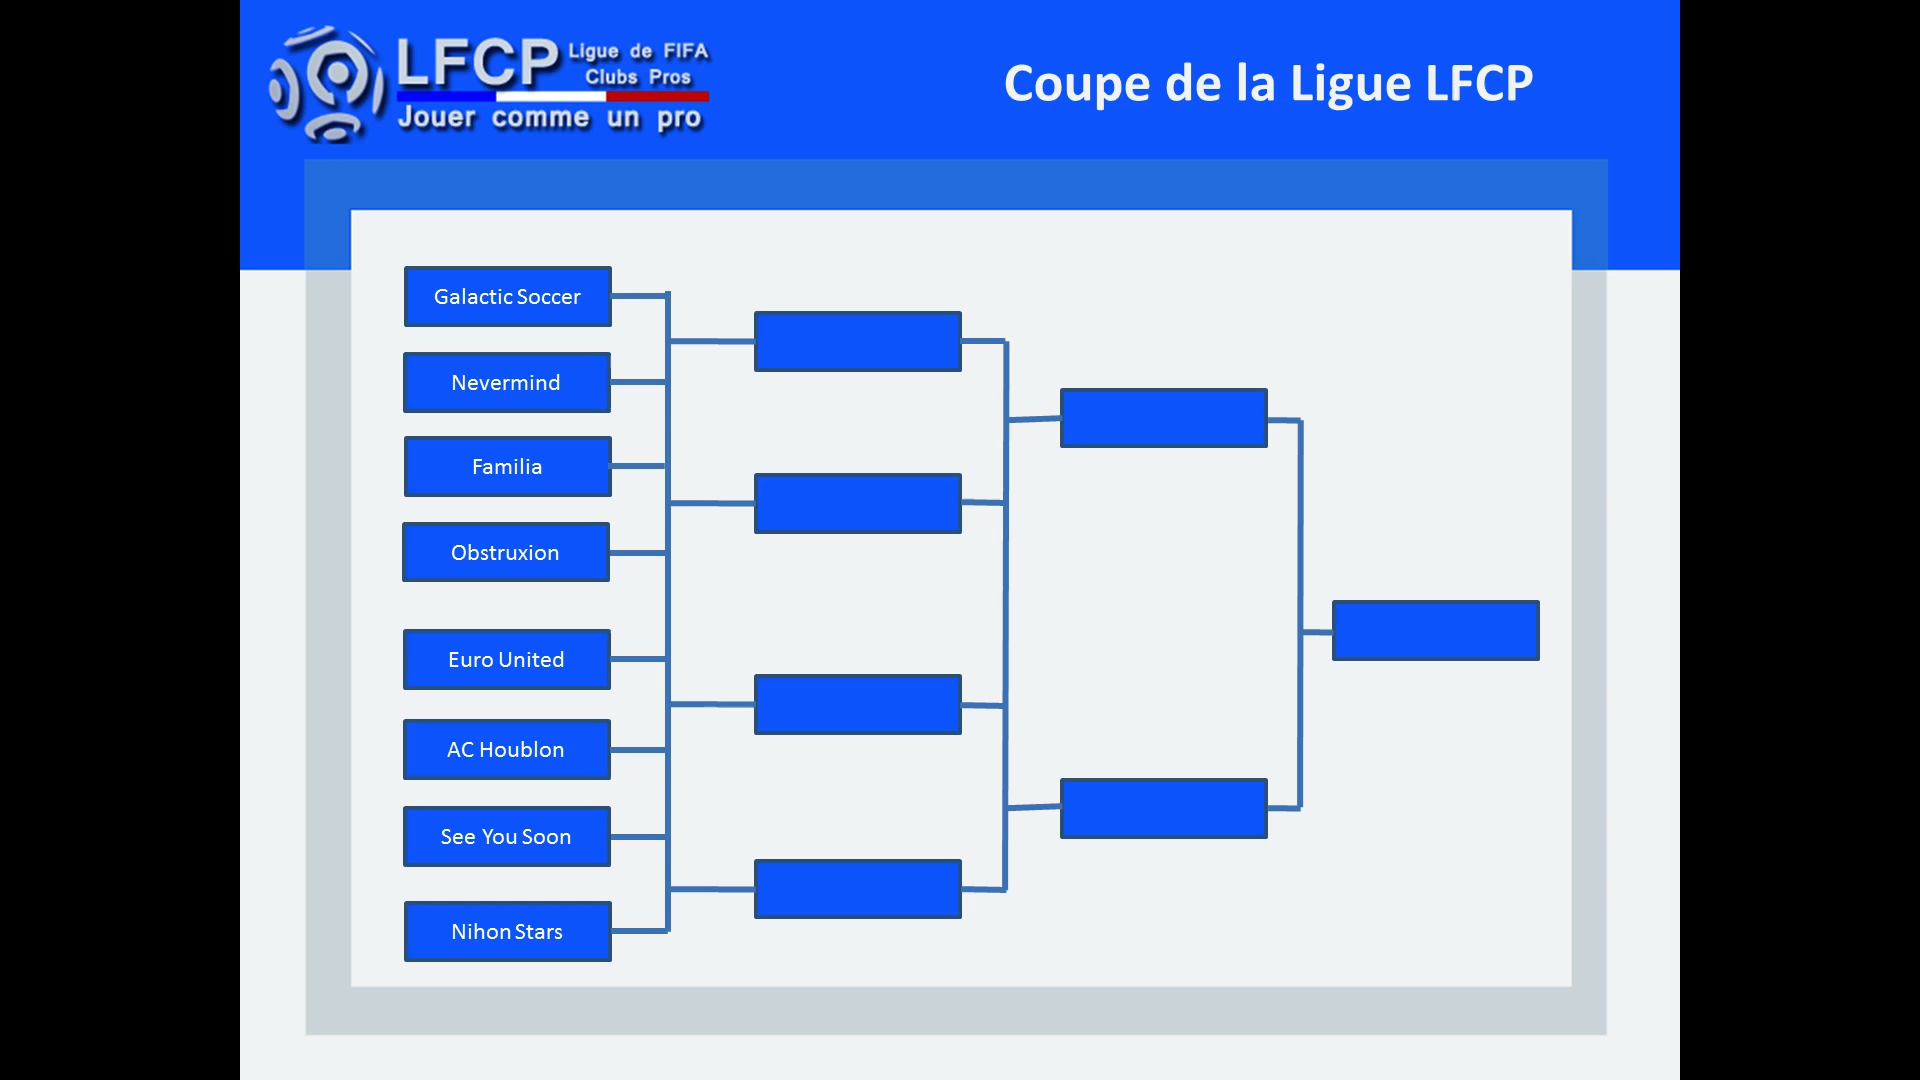 LFCP Ligue de FIFA
Clubs Pros
Jouer comme un pro
Coupe de la Ligue LFCP
Galactic Soccer
Nevermind
Familia
Obstruxion
Euro United
AC Houblon
See You Soon
Nihon Stars